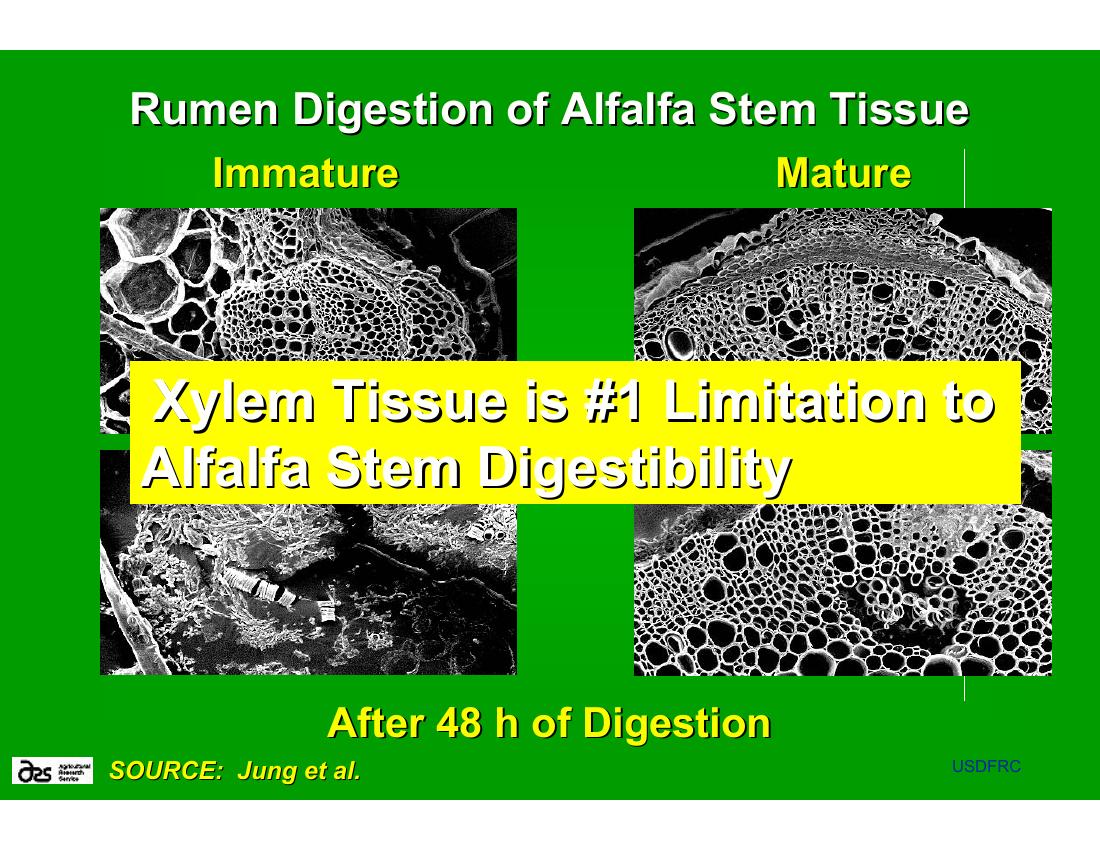 Rumen Digestion of Alfalfa Stem Tissue
Immature
Mature
Xylem Tissue is #1 Limitation to
Alfalfa Stem Digestibility
After 48 h of Digestion
ars
Agricultural
Research
Service
SOURCE: Jung et al.
USDFRC